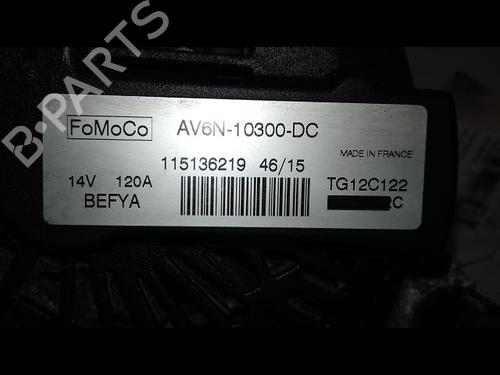 B-PARTS
FoMoCo AV6N-10300-DC
MADE IN FRANCE
115136219 46/15
14V 120A TG12C122
BEFYA C